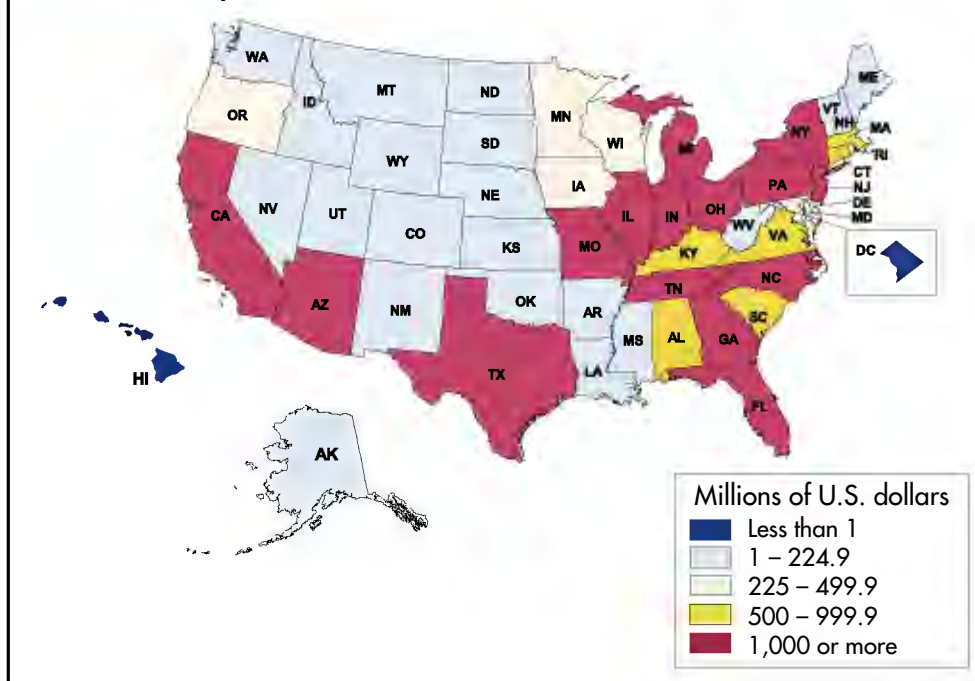 WA
MT
ND
ID
OR
MN
SD
WI
WY
NE
IA
NV
UT
CO
KS
CA
AZ
NM
OK
TX
AR
LA
MO
IL
IN
MI
OH
KY
TN
MS
AL
GA
FL
SC
NC
VA
WV
PA
NY
VT
NH
ME
MA
RI
CT
NJ
DE
MD
DC
HI
AK
Millions of U.S. dollars
Less than 1
1 – 224.9
225 – 499.9
500 – 999.9
1,000 or more